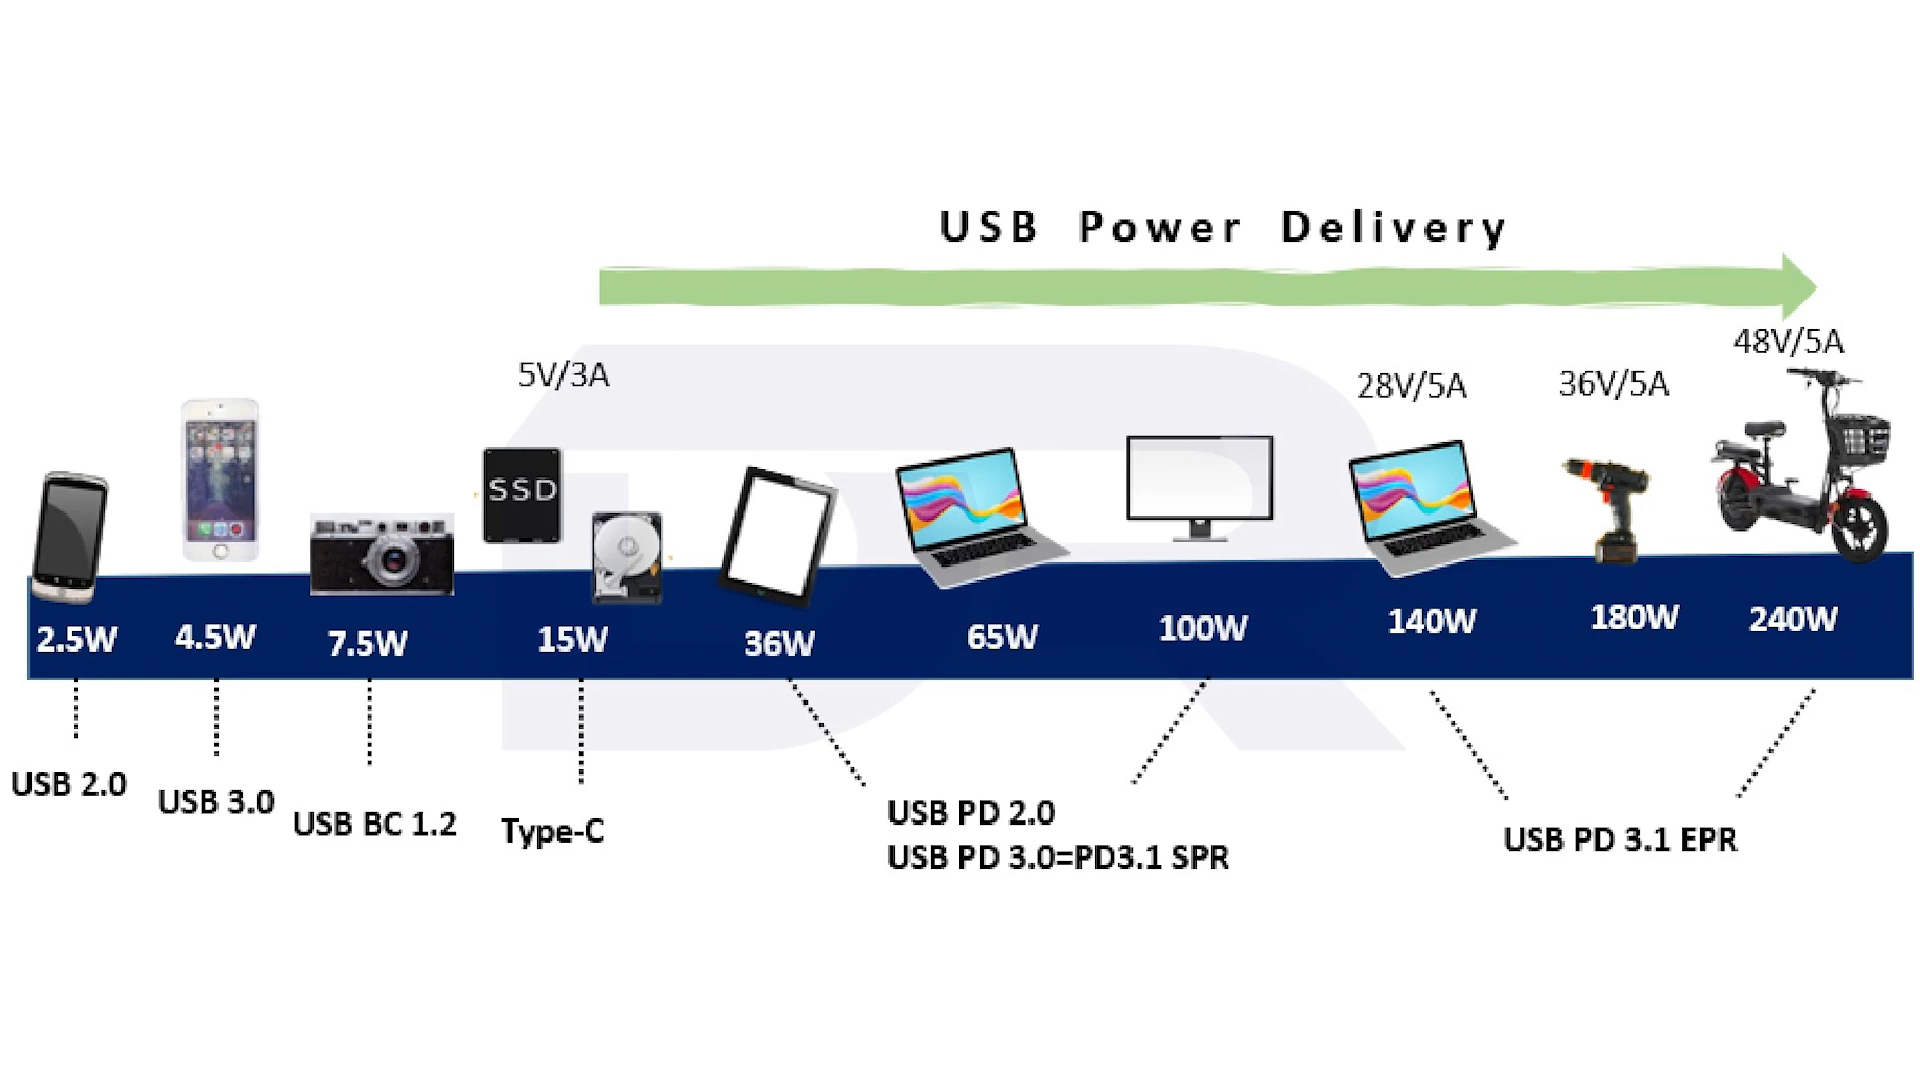 USB Power Delivery
48V/5A
5V/3A
28V/5A
36V/5A
SSD
2.5W
4.5W
7.5W
15W
36W
65W
100W
140W
180W
240W
USB 2.0
USB 3.0
USB BC 1.2
Type-C
USB PD 2.0
USB PD 3.0=PD3.1 SPR
USB PD 3.1 EPR